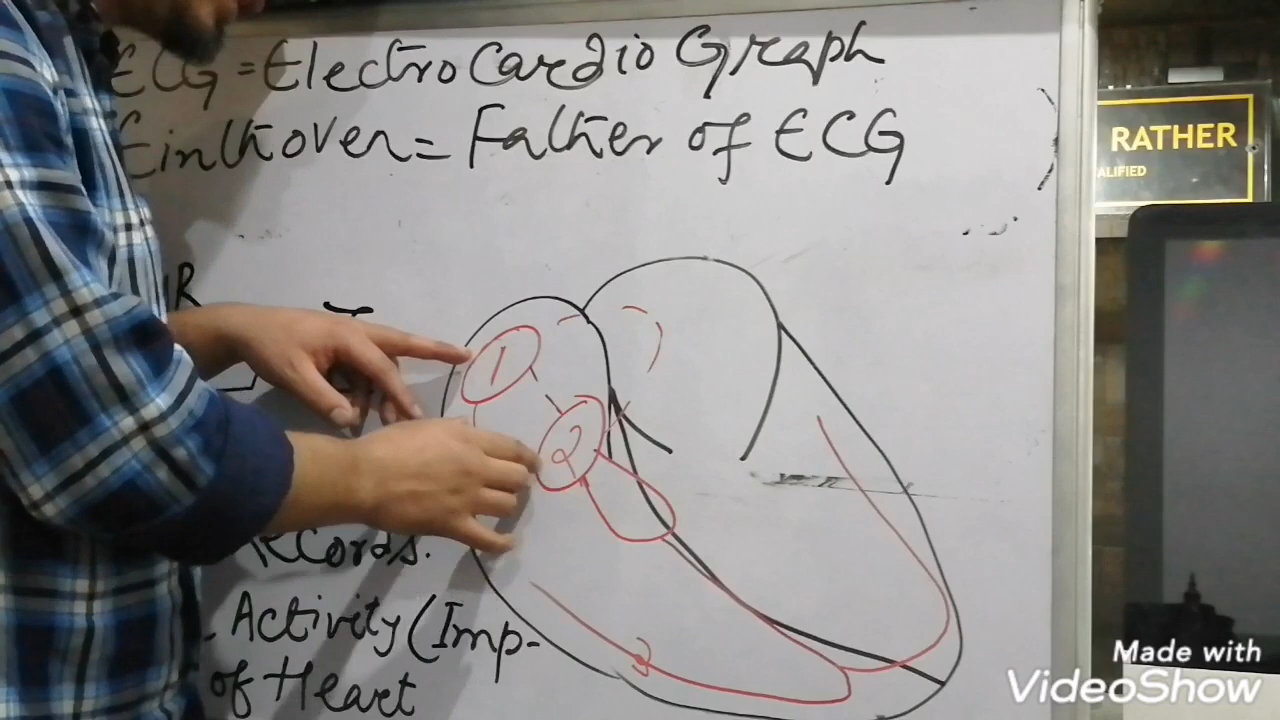 ECG = Electro Cardio Graph
Einthoven = Father of ECG
RATHER
ALIFIED
R
1
2
Records.
- Activity (Imp-
of Heart
Made with
VideoShow